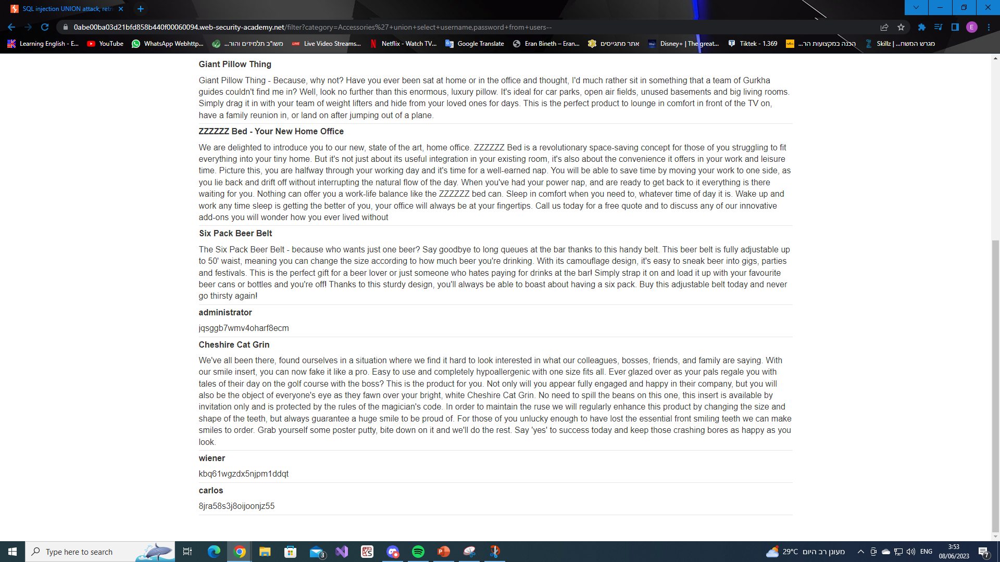 SQL injection UNION attack, retri
0abe00ba03d21bfd858b440f00060094.web-security-academy.net/filter?category=Accessories%27+union+select+username,password+from+users--
E
Learning English - E...
YouTube
WhatsApp Webhttp...
משו"ב תלמידים והור...
LIVE
Live Video Streams...
Netflix - Watch TV...
Google Translate
Eran Bineth – Eran...
אתר מתגייסים
Disney+ | The great...
Tiktek - 1.369
הכנה במקצועות הר...
Skillz | מגרש המשח...
Giant Pillow Thing
Giant Pillow Thing - Because, why not? Have you ever been sat at home or in the office and thought, I'd much rather sit in something that a team of Gurkha
guides couldn't find me in? Well, look no further than this enormous, luxury pillow. It's ideal for car parks, open air fields, unused basements and big living rooms.
Simply drag it in with your team of weight lifters and hide from your loved ones for days. This is the perfect product to lounge in comfort in front of the TV on,
have a family reunion in, or land on after jumping out of a plane.
ZZZZZZ Bed - Your New Home Office
We are delighted to introduce you to our new, state of the art, home office. ZZZZZZ Bed is a revolutionary space-saving concept for those of you struggling to fit
everything into your tiny home. But it's not just about its useful integration in your existing room, it's also about the convenience it offers in your work and leisure
time. Picture this, you are halfway through your working day and it's time for a well-earned nap. You will be able to save time by moving your work to one side, as
you lie back and drift off without interrupting the natural flow of the day. When you've had your power nap, and are ready to get back to it everything is there
waiting for you. Nothing can offer you a work-life balance like the ZZZZZZ bed can. Sleep in comfort when you need to, whatever time of day it is. Wake up and
work any time sleep is getting the better of you, your office will always be at your fingertips. Call us today for a free quote and to discuss any of our innovative
add-ons you will wonder how you ever lived without
Six Pack Beer Belt
The Six Pack Beer Belt - because who wants just one beer? Say goodbye to long queues at the bar thanks to this handy belt. This beer belt is fully adjustable up
to 50' waist, meaning you can change the size according to how much beer you're drinking. With its camouflage design, it's easy to sneak beer into gigs, parties
and festivals. This is the perfect gift for a beer lover or just someone who hates paying for drinks at the bar! Simply strap it on and load it up with your favourite
beer cans or bottles and you're off! Thanks to this sturdy design, you'll always be able to boast about having a six pack. Buy this adjustable belt today and never
go thirsty again!
administrator
jqsggb7wmv4oharf8ecm
Cheshire Cat Grin
We've all been there, found ourselves in a situation where we find it hard to look interested in what our colleagues, bosses, friends, and family are saying. With
our smile insert, you can now fake it like a pro. Easy to use and completely hypoallergenic with one size fits all. Ever glazed over as your pals regale you with
tales of their day on the golf course with the boss? This is the product for you. Not only will you appear fully engaged and happy in their company, but you will
also be the object of everyone's eye as they fawn over your bright, white Cheshire Cat Grin. No need to spill the beans on this one, this insert is available by
invitation only and is protected by the rules of the magician's code. In order to maintain the ruse we will regularly enhance this product by changing the size and
shape of the teeth, but always guarantee a huge smile to be proud of. For those of you unlucky enough to have lost the essential front smiling teeth we can make
smiles to order. Grab yourself some poster putty, bite down on it and we'll do the rest. Say 'yes' to success today and keep those crashing bores as happy as you
look.
wiener
kbq61wgzdx5njpm1ddqt
carlos
8jra58s3j8oijoonjz55
Type here to search
3
29°C מעונן רב היום
ENG
3:53
08/06/2023
7